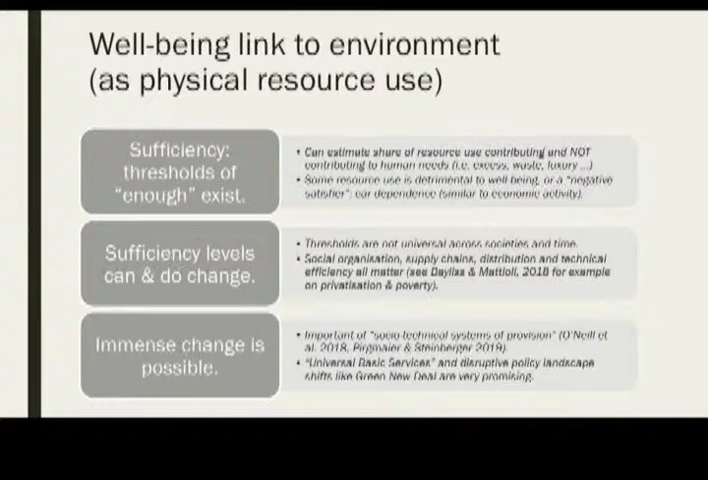 Well-being link to environment
(as physical resource use)
Sufficiency:
thresholds of
"enough" exist.
• Can estimate share of resource use contributing and NOT
contributing to human needs (i.e. excess, waste, luxury ...)
• Some resource use is detrimental to well being, or a "negative
satisfier": car dependence (similar to economic activity).
Sufficiency levels
can & do change.
• Thresholds are not universal across societies and time.
• Social organisation, supply chains, distribution and technical
efficiency all matter (see Bayliss & Mattioli, 2018 for example
on privatisation & poverty).
Immense change is
possible.
• Important of "socio-technical systems of provision" (O'Neill et
al. 2018, Pirgmaier & Steinberger 2019).
• "Universal Basic Services" and disruptive policy landscape
shifts like Green New Deal are very promising.